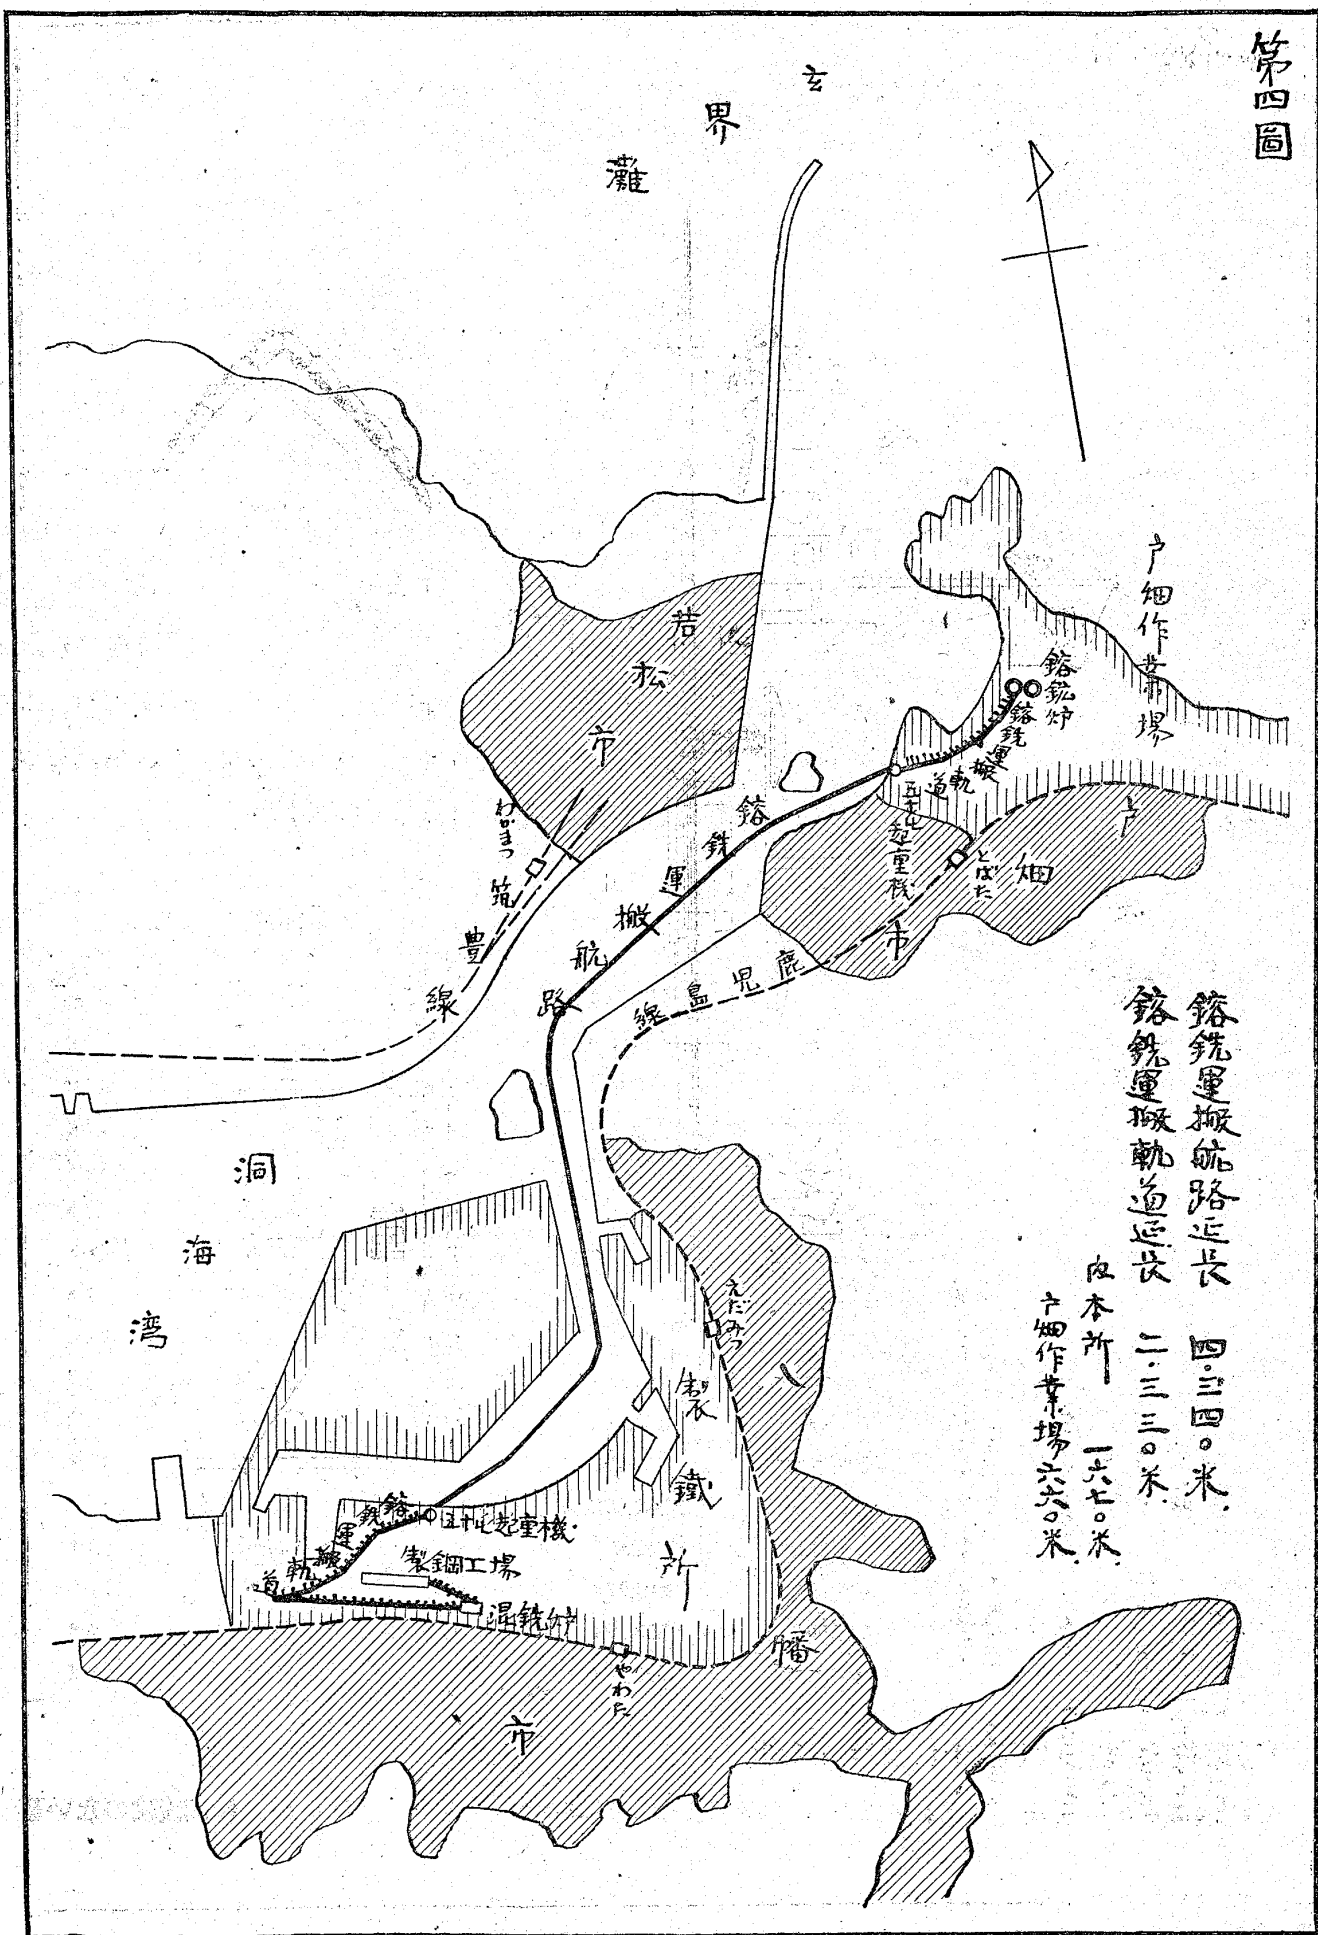 第四圖
玄界灘
戸畑作業場
鎔鉱炉
鎔銑運搬軌道
五十屯起重機
若松市
わかまつ
筑豊線
鎔銑運搬航路
戸畑市
とばた
鹿児島線
鎔銑運搬航路延長 四.三四〇米.
鎔銑運搬軌道延長 二.三三〇米.
内本所 一六七〇米.
戸畑作業場六六〇米.
洞海湾
えだみつ
製鐵所
鎔銑運搬軌道
五十屯起重機
製鋼工場
混銑炉
やわた
幡市